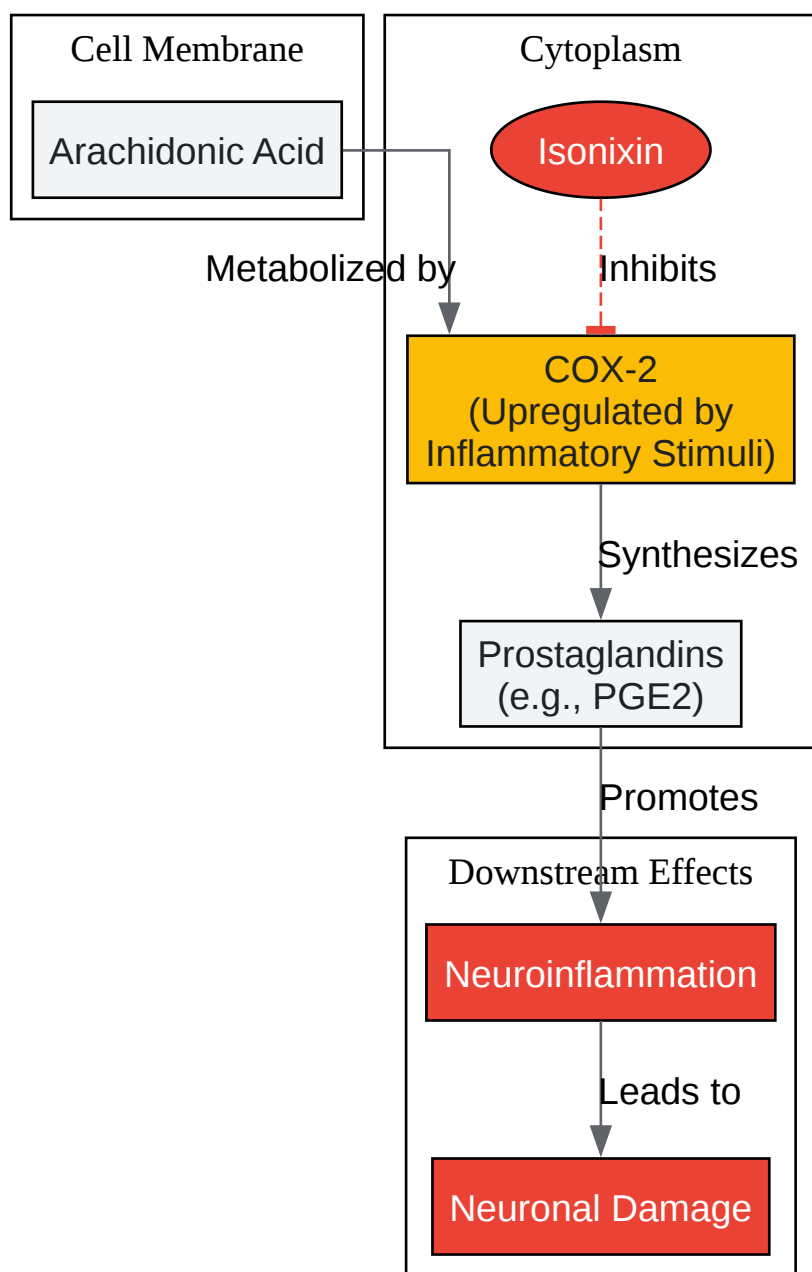 Cell Membrane
Cytoplasm
Arachidonic Acid
Isonixin
Metabolized by
Inhibits
COX-2
(Upregulated by
Inflammatory Stimuli)
Synthesizes
Prostaglandins
(e.g., PGE2)
Promotes
Downstream Effects
Neuroinflammation
Leads to
Neuronal Damage